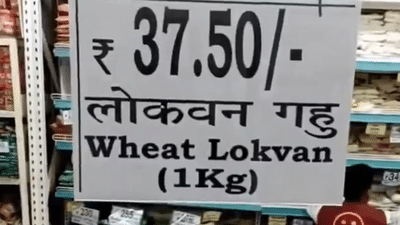 ₹ 37.50/-
लोकवन गहु
Wheat Lokvan
(1Kg)